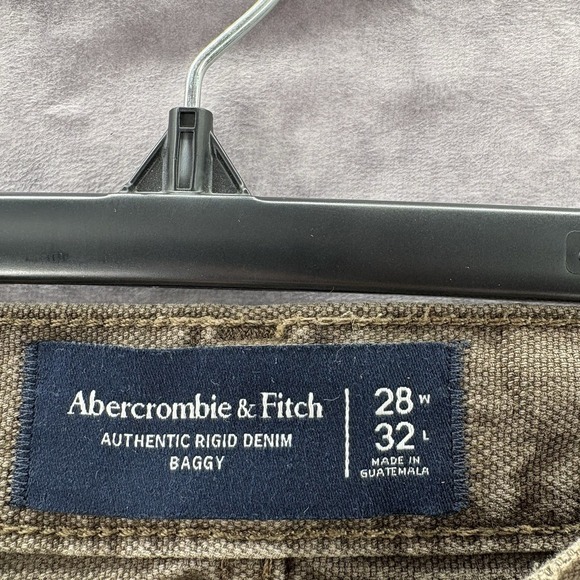 Abercrombie & Fitch
AUTHENTIC RIGID DENIM
BAGGY
28 W
32 L
MADE IN
GUATEMALA